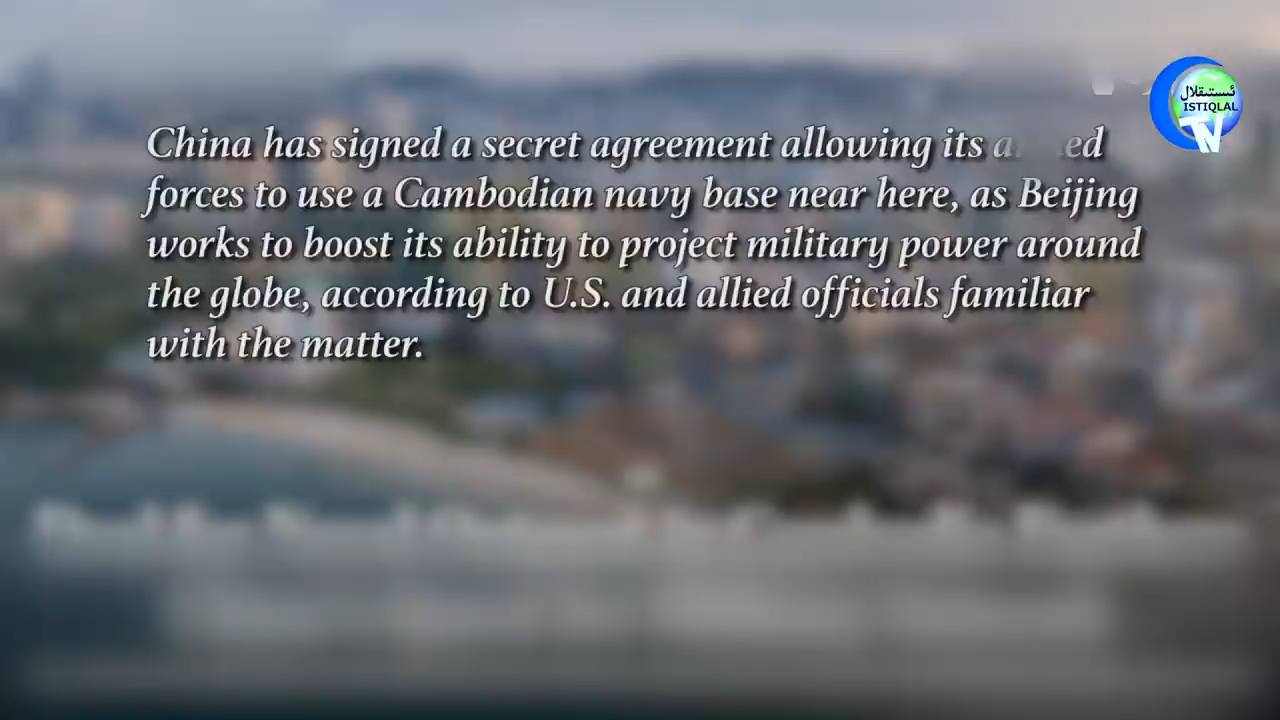 ئىستىقلال
ISTIQLAL
TV
China has signed a secret agreement allowing its
forces to use a Cambodian navy base near here, as Beijing
works to boost its ability to project military power around
the globe, according to U.S. and allied officials familiar
with the matter.